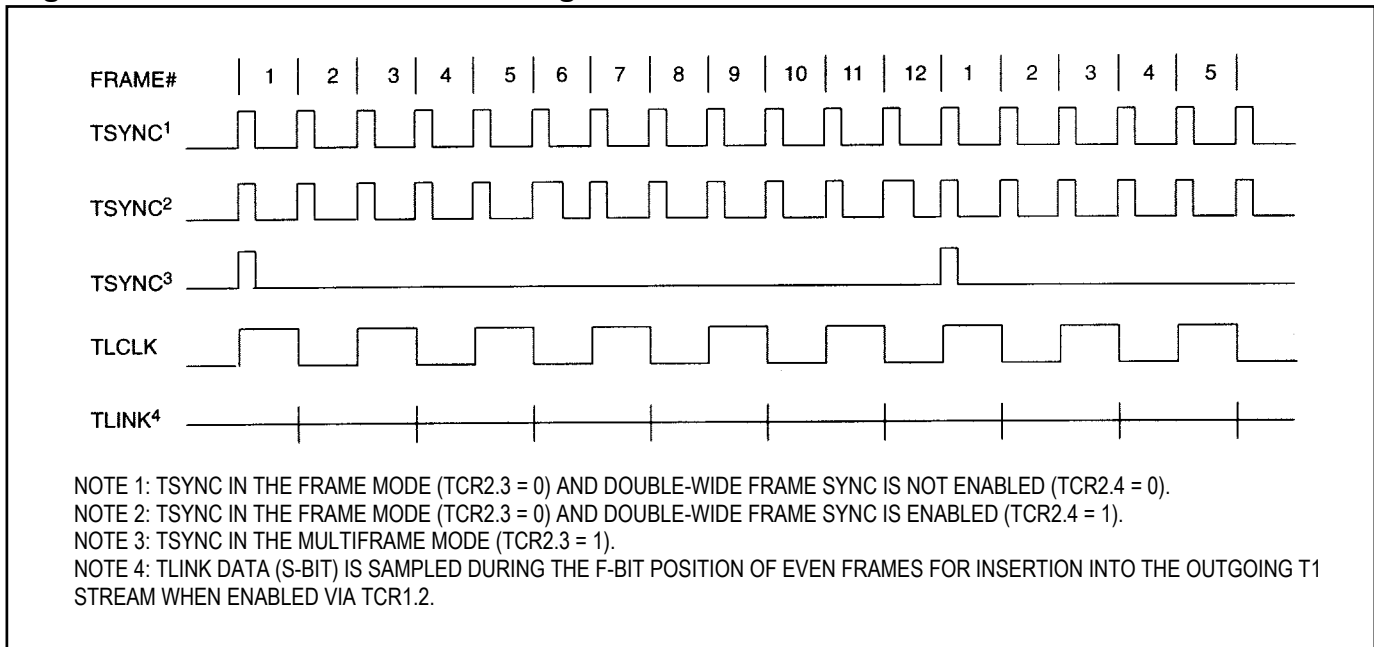 FRAME# 1 2 3 4 5 6 7 8 9 10 11 12 1 2 3 4 5
TSYNC1
TSYNC2
TSYNC3
TLCLK
TLINK4
NOTE 1: TSYNC IN THE FRAME MODE (TCR2.3 = 0) AND DOUBLE-WIDE FRAME SYNC IS NOT ENABLED (TCR2.4 = 0).
NOTE 2: TSYNC IN THE FRAME MODE (TCR2.3 = 0) AND DOUBLE-WIDE FRAME SYNC IS ENABLED (TCR2.4 = 1).
NOTE 3: TSYNC IN THE MULTIFRAME MODE (TCR2.3 = 1).
NOTE 4: TLINK DATA (S-BIT) IS SAMPLED DURING THE F-BIT POSITION OF EVEN FRAMES FOR INSERTION INTO THE OUTGOING T1
STREAM WHEN ENABLED VIA TCR1.2.